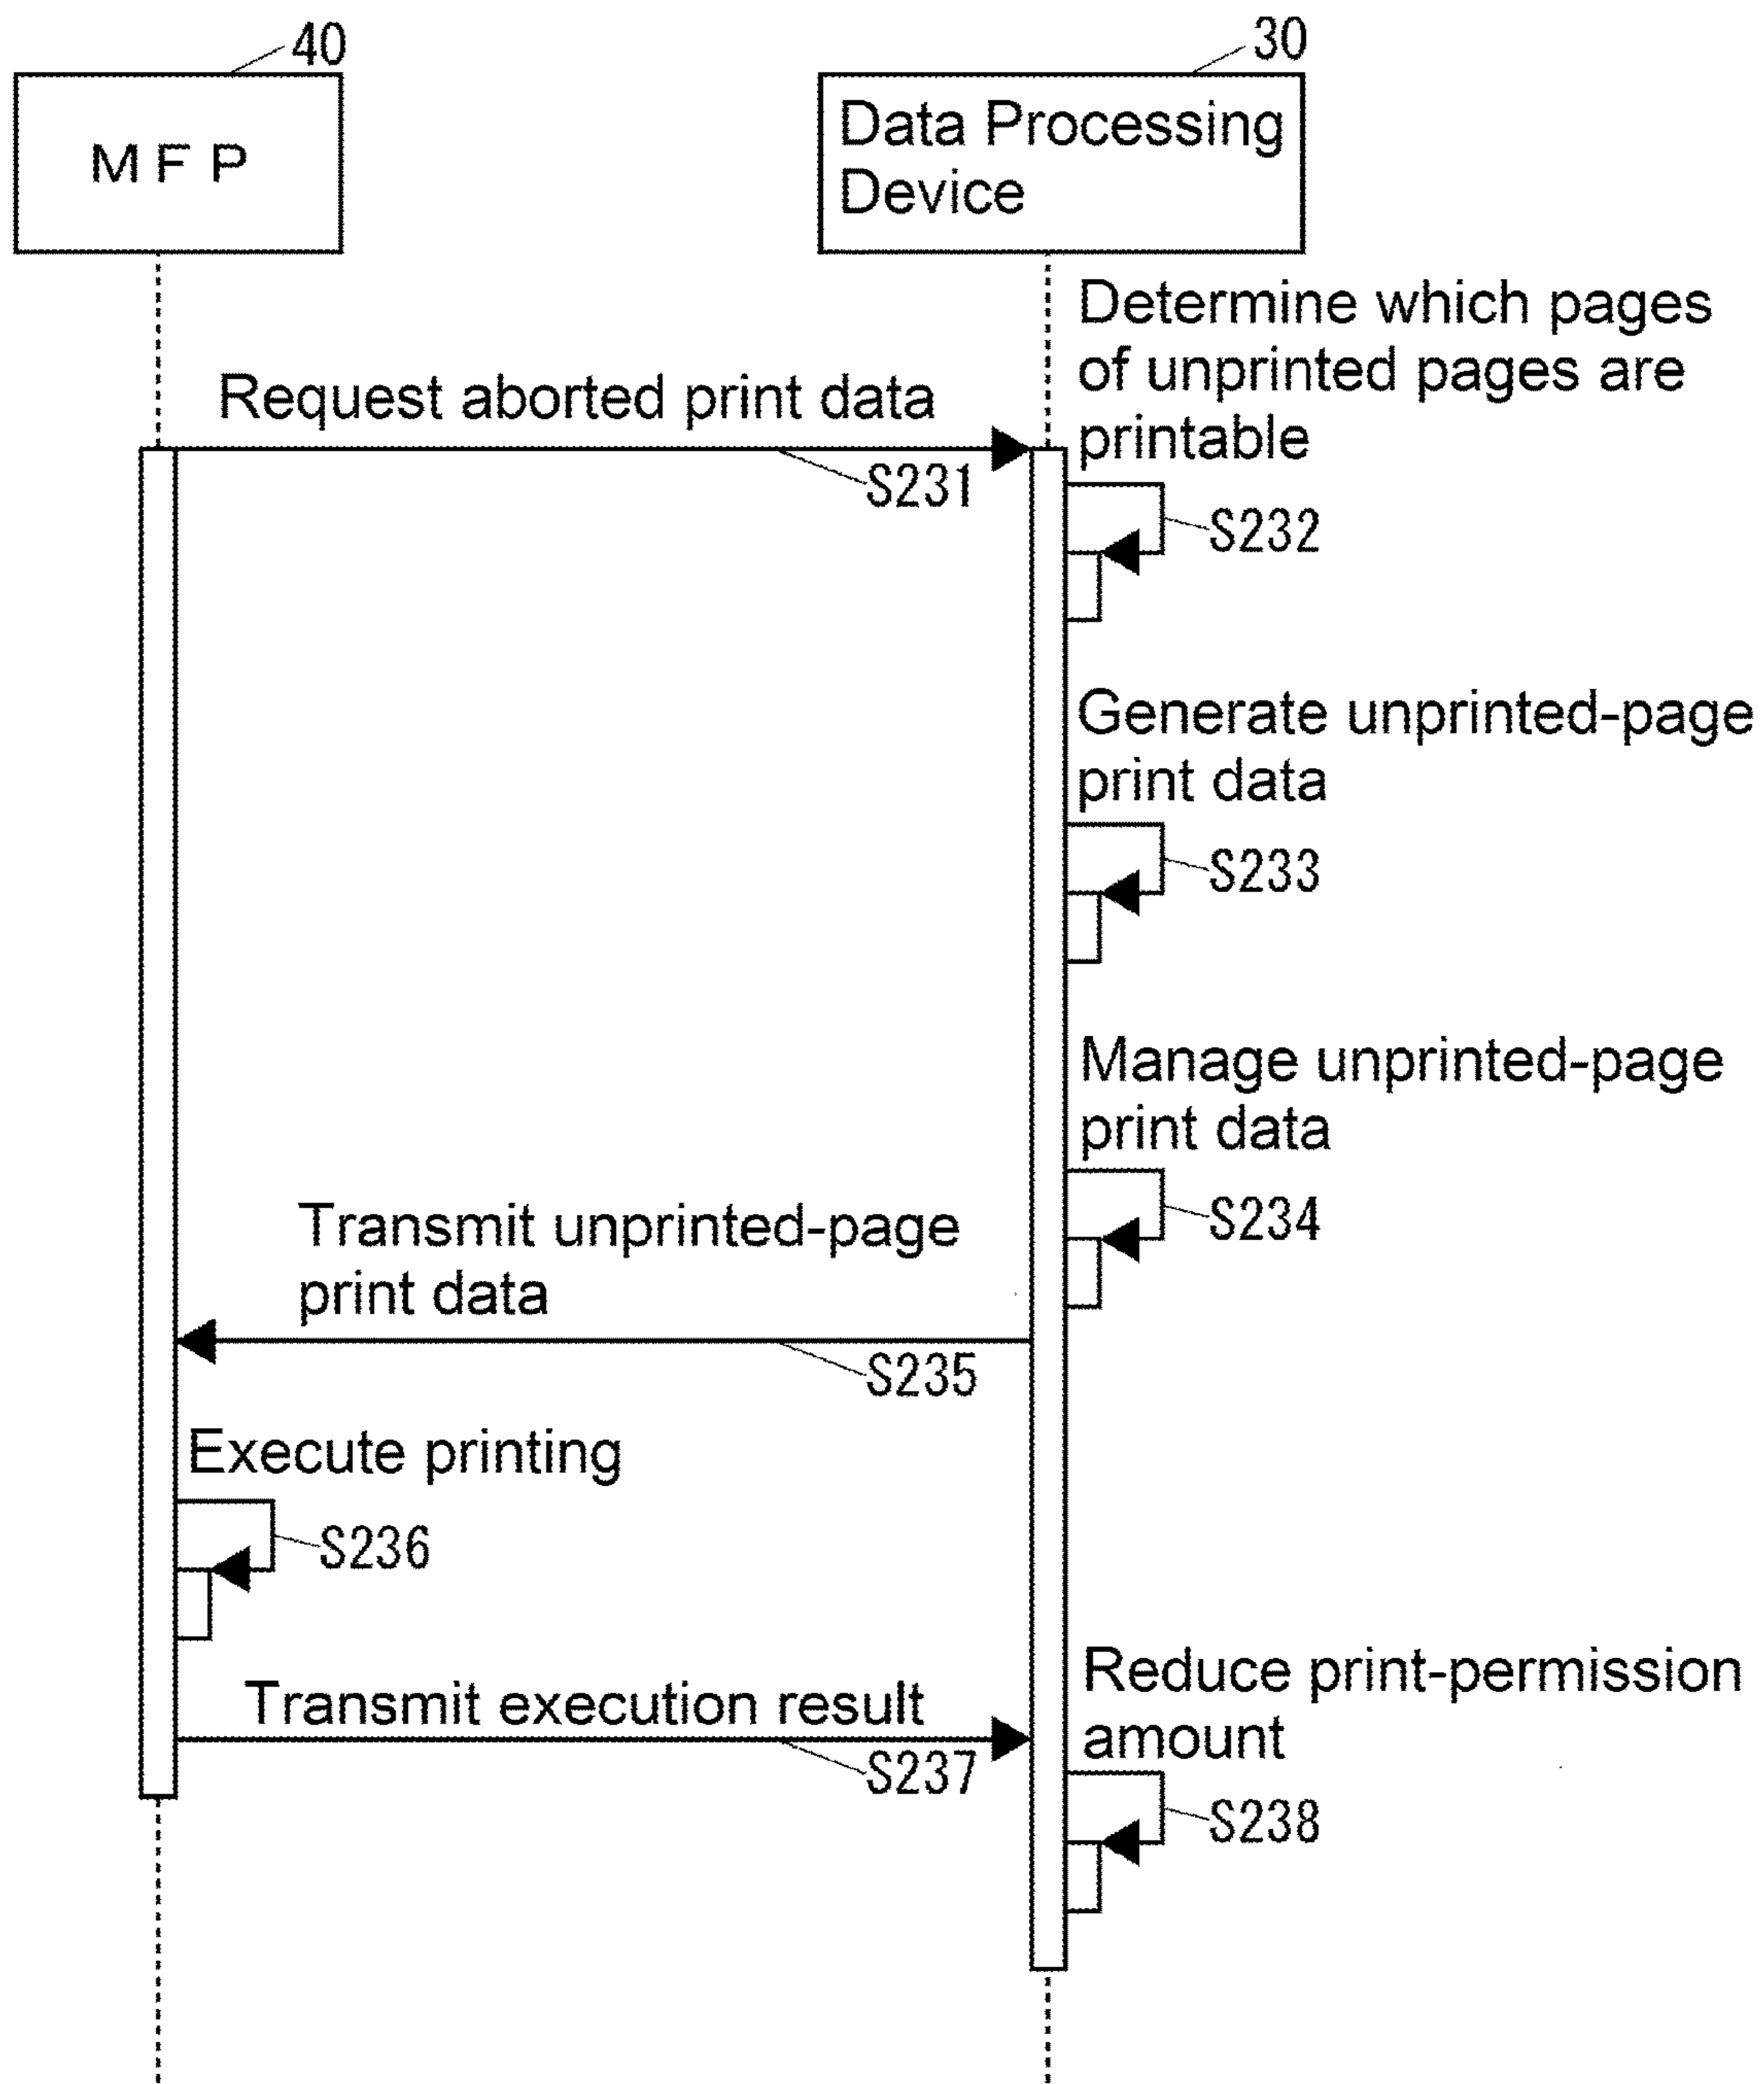 40
30
M F P
Data Processing
Device
Determine which pages
of unprinted pages are
printable
Request aborted print data
S231
S232
Generate unprinted-page
print data
S233
Manage unprinted-page
print data
S234
Transmit unprinted-page
print data
S235
Execute printing
S236
Transmit execution result
S237
Reduce print-permission
amount
S238